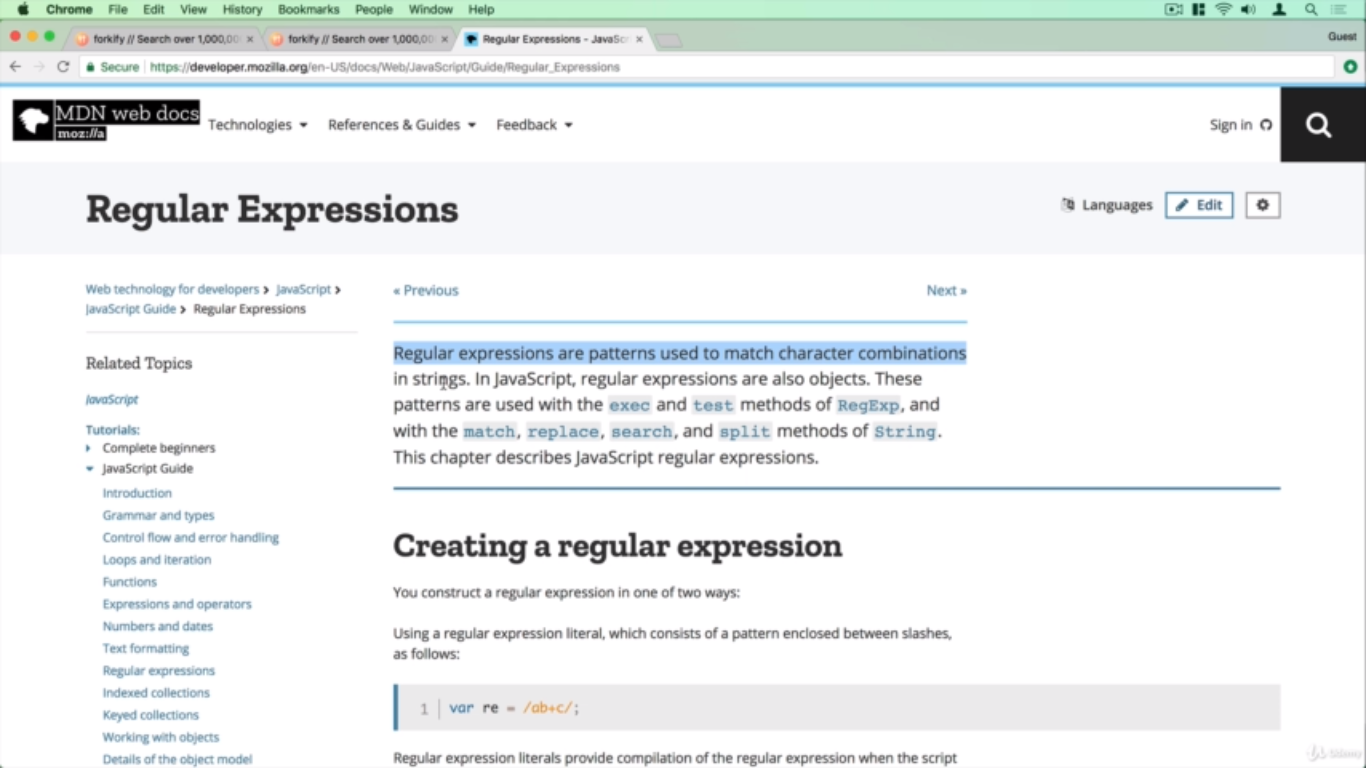 Chrome File Edit View History Bookmarks People Window Help
forkify // Search over 1,000,00 forkify // Search over 1,000,00 Regular Expressions - JavaSc Guest
Secure https://developer.mozilla.org/en-US/docs/Web/JavaScript/Guide/Regular_Expressions
MDN web docs
moz://a
Technologies References & Guides Feedback Sign in
Regular Expressions
Languages Edit
Web technology for developers > JavaScript >
JavaScript Guide > Regular Expressions
Related Topics
JavaScript
Tutorials:
Complete beginners
JavaScript Guide
Introduction
Grammar and types
Control flow and error handling
Loops and iteration
Functions
Expressions and operators
Numbers and dates
Text formatting
Regular expressions
Indexed collections
Keyed collections
Working with objects
Details of the object model
« Previous Next »
Regular expressions are patterns used to match character combinations
in strings. In JavaScript, regular expressions are also objects. These
patterns are used with the exec and test methods of RegExp, and
with the match, replace, search, and split methods of String.
This chapter describes JavaScript regular expressions.
Creating a regular expression
You construct a regular expression in one of two ways:
Using a regular expression literal, which consists of a pattern enclosed between slashes,
as follows:
1 var re = /ab+c/;
Regular expression literals provide compilation of the regular expression when the script
Udemy